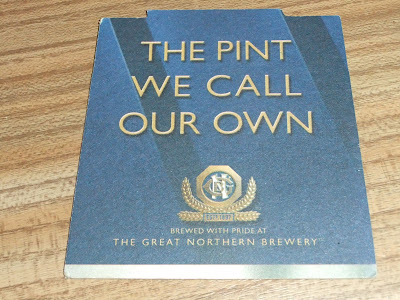 THE PINT
WE CALL
OUR OWN
BREWED WITH PRIDE AT
THE GREAT NORTHERN BREWERY